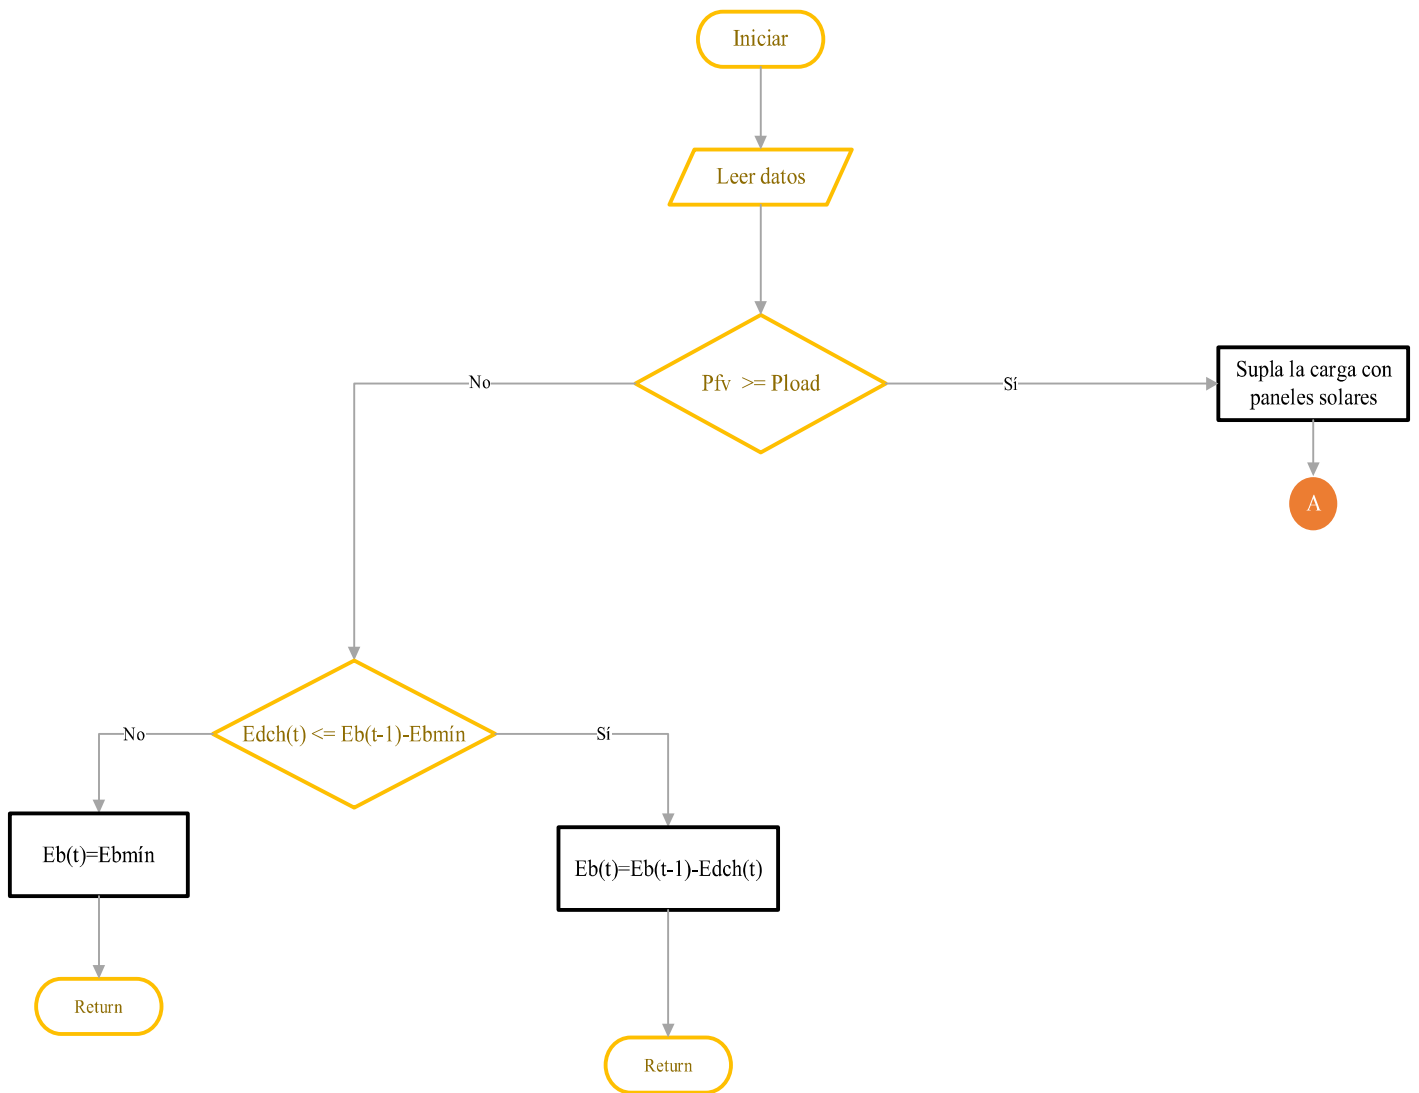 Iniciar
Leer datos
Pfv >= Pload
No
Sí
Supla la carga con
paneles solares
A
Edch(t) <= Eb(t-1)-Ebmín
No
Sí
Eb(t)=Ebmín
Eb(t)=Eb(t-1)-Edch(t)
Return
Return